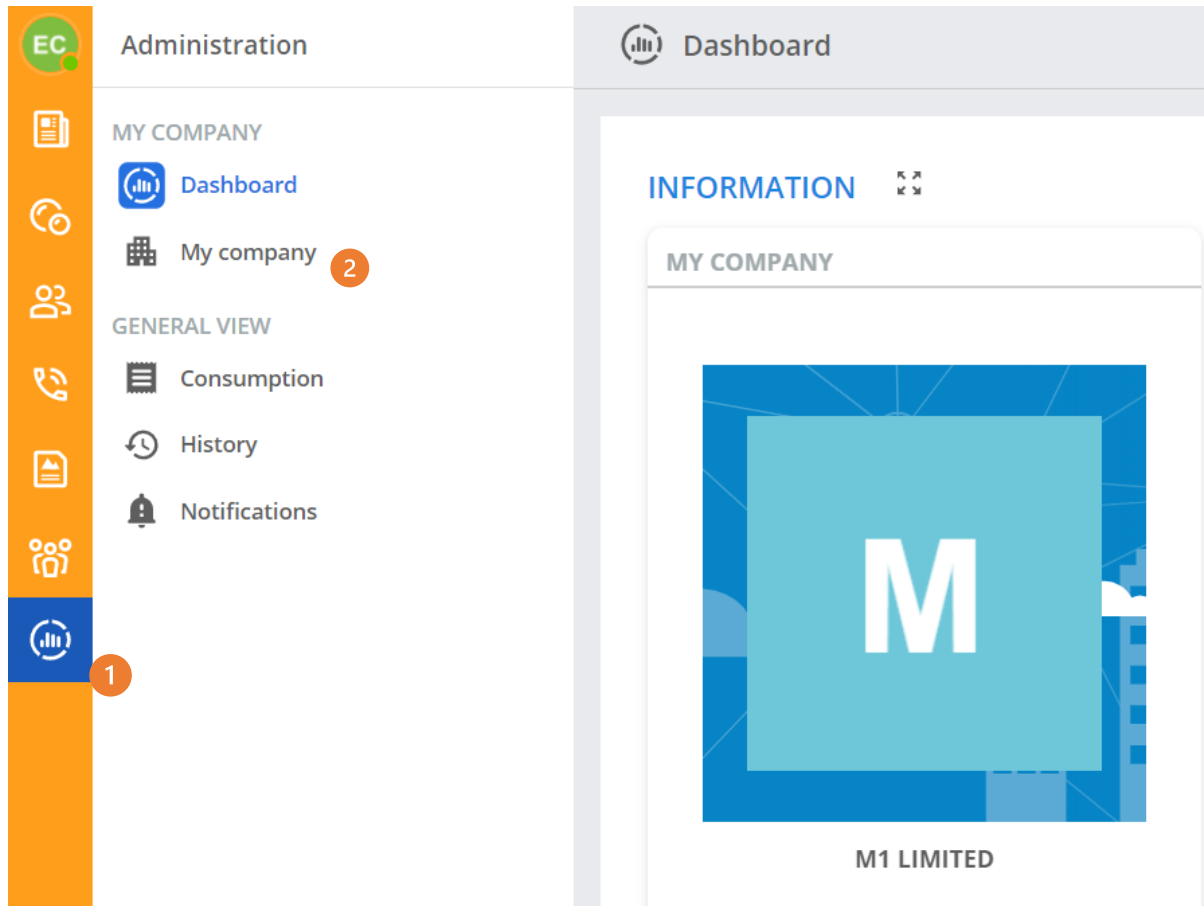 EC
Administration
MY COMPANY
Dashboard
My company
2
GENERAL VIEW
Consumption
History
Notifications
1
Dashboard
INFORMATION
MY COMPANY
M
M1 LIMITED